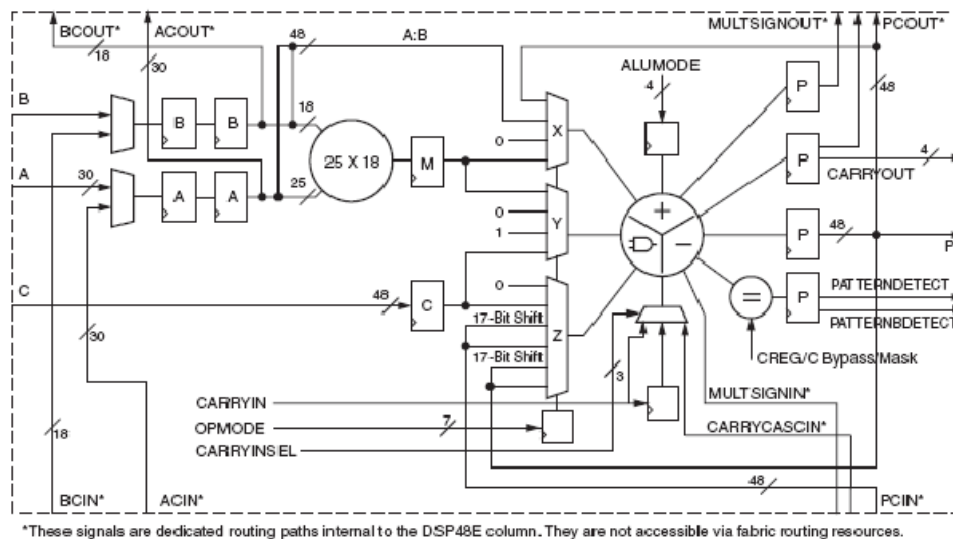 BCOUT* ACOUT* 48 A:B MULTSIGNOUT* PCOUT*
18 30 ALUMODE
4 48
B 18 B B X P
0
25 X 18 M P 4
CARRYOUT
A 30 A A 25
0 Y + - = P 48 P
1
PATTERNDETECT
C 48 C 0 P
PATTERNBDETECT
17-Bit Shift Z
30 17-Bit Shift CREG/C Bypass/Mask
3
CARRYIN MULTSIGNIN*
18 OPMODE 7 CARRYCASCIN*
CARRYINSEL
48
BCIN* ACIN* PCIN*
*These signals are dedicated routing paths internal to the DSP48E column. They are not accessible via fabric routing resources.